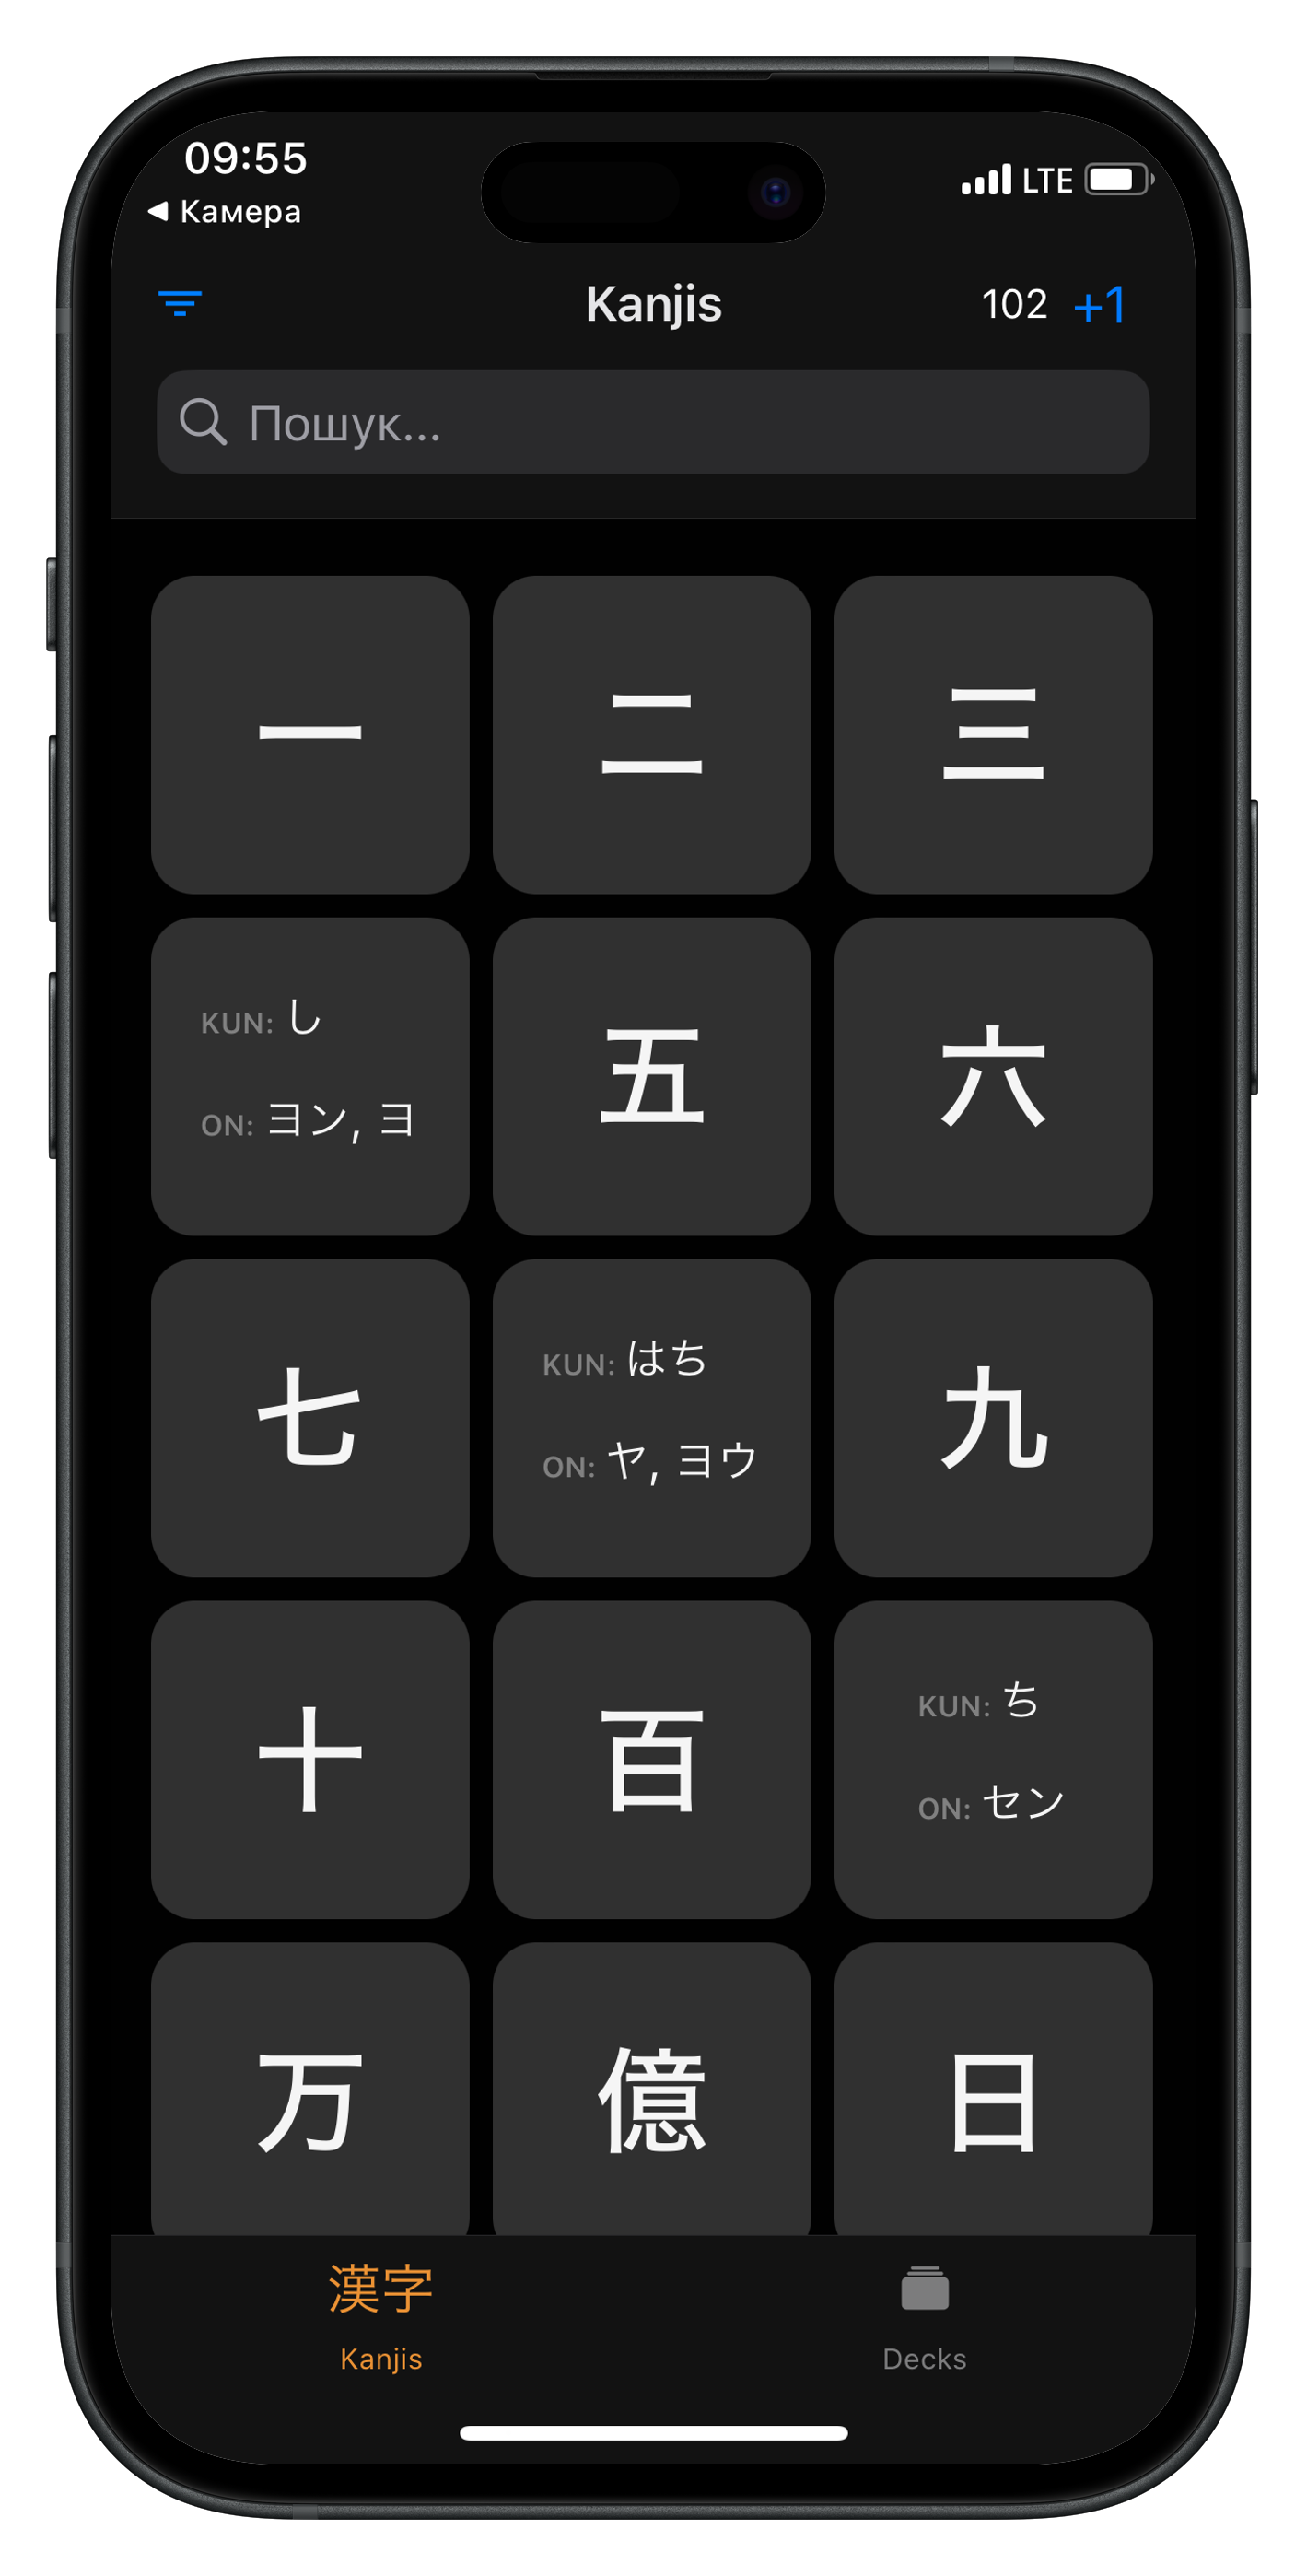 09:55
LTE
◀ Камера
Kanjis
102 +1
Пошук...
一 二 三
KUN: し
ON: ヨン, ヨ
五 六
七
KUN: はち
ON: ヤ, ヨウ
九
十 百
KUN: ち
ON: セン
万 億 日
漢字
Kanjis
Decks